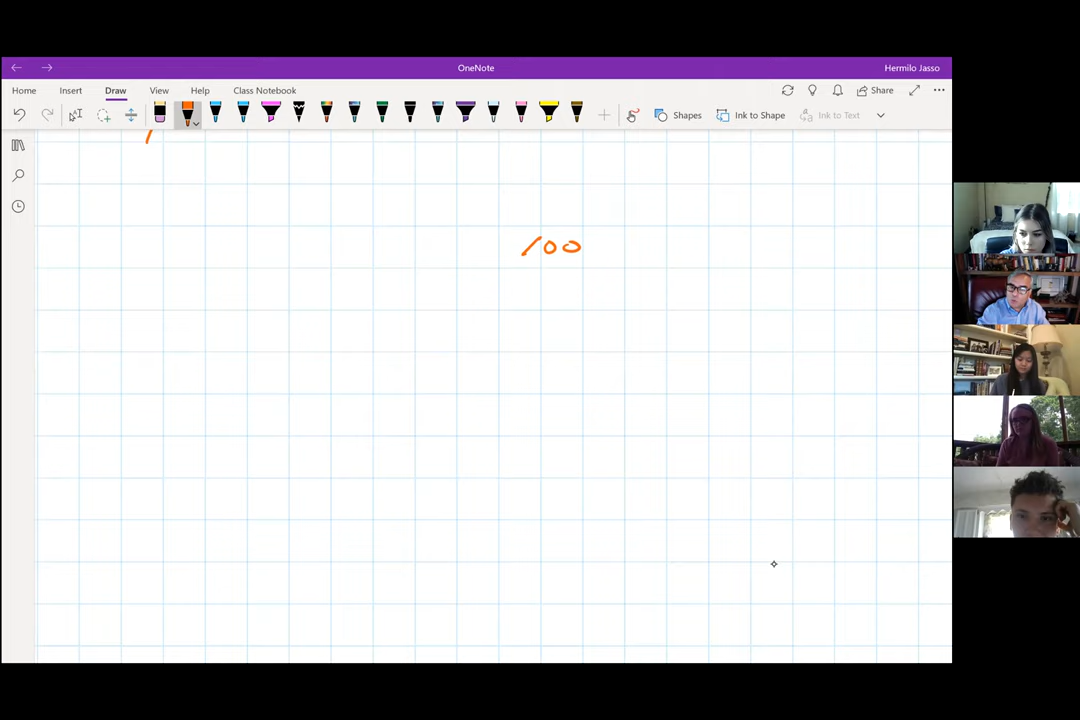 OneNote
Hermilo Jasso
Home Insert Draw View Help Class Notebook
Share
Shapes Ink to Shape Ink to Text
100